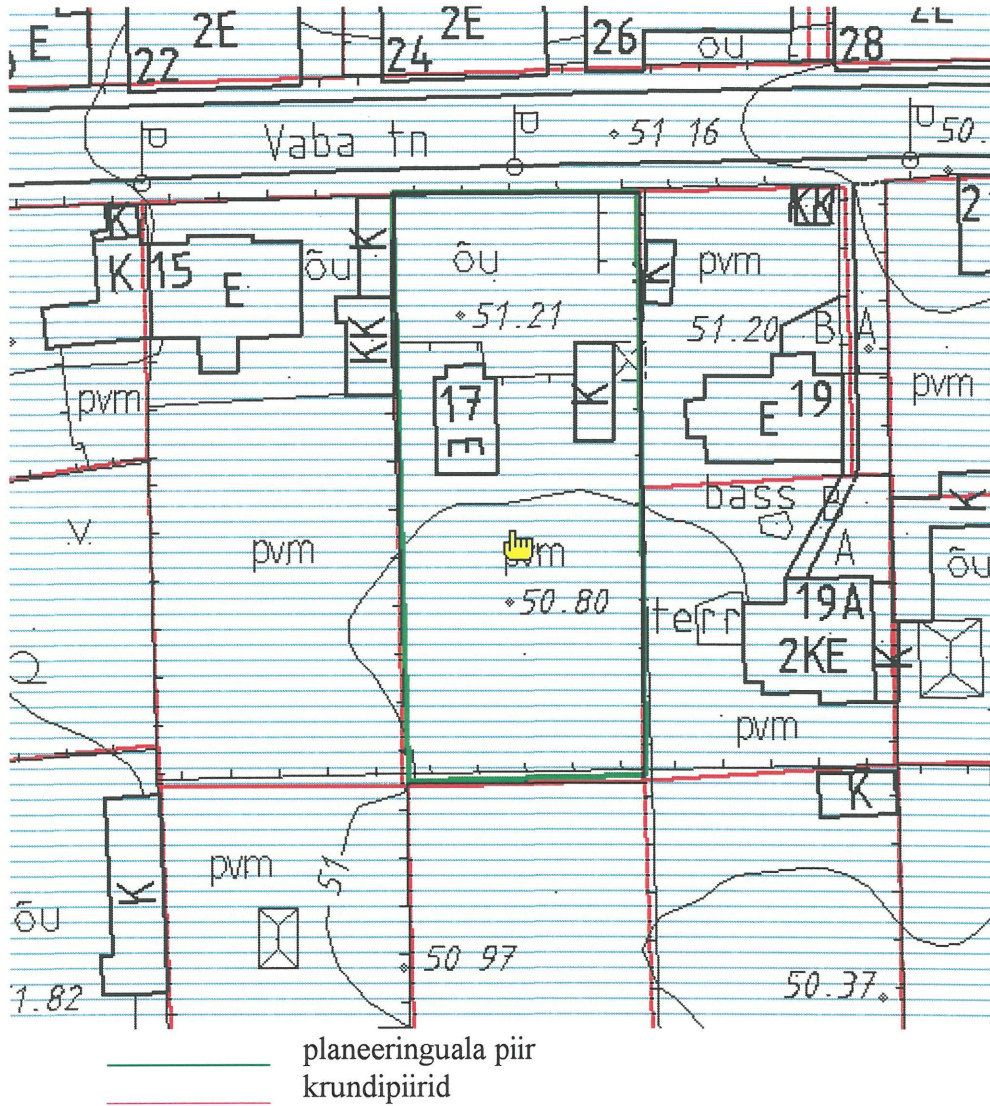 E 2E 2E õu 2E
22 24 26 28
Vaba tn 51 16 50.
K K KK 2
K 15 E õu õu K pvm
51.21 51.20 B A
KK
pvm 17 E K E 19 pvm
bass B K
v. pvm pvm A õu
50.80 terr 19A
2KE K
pvm
K
pvm 51
K
õu
50 97 50.37
1.82
planeeringuala piir
krundipiirid